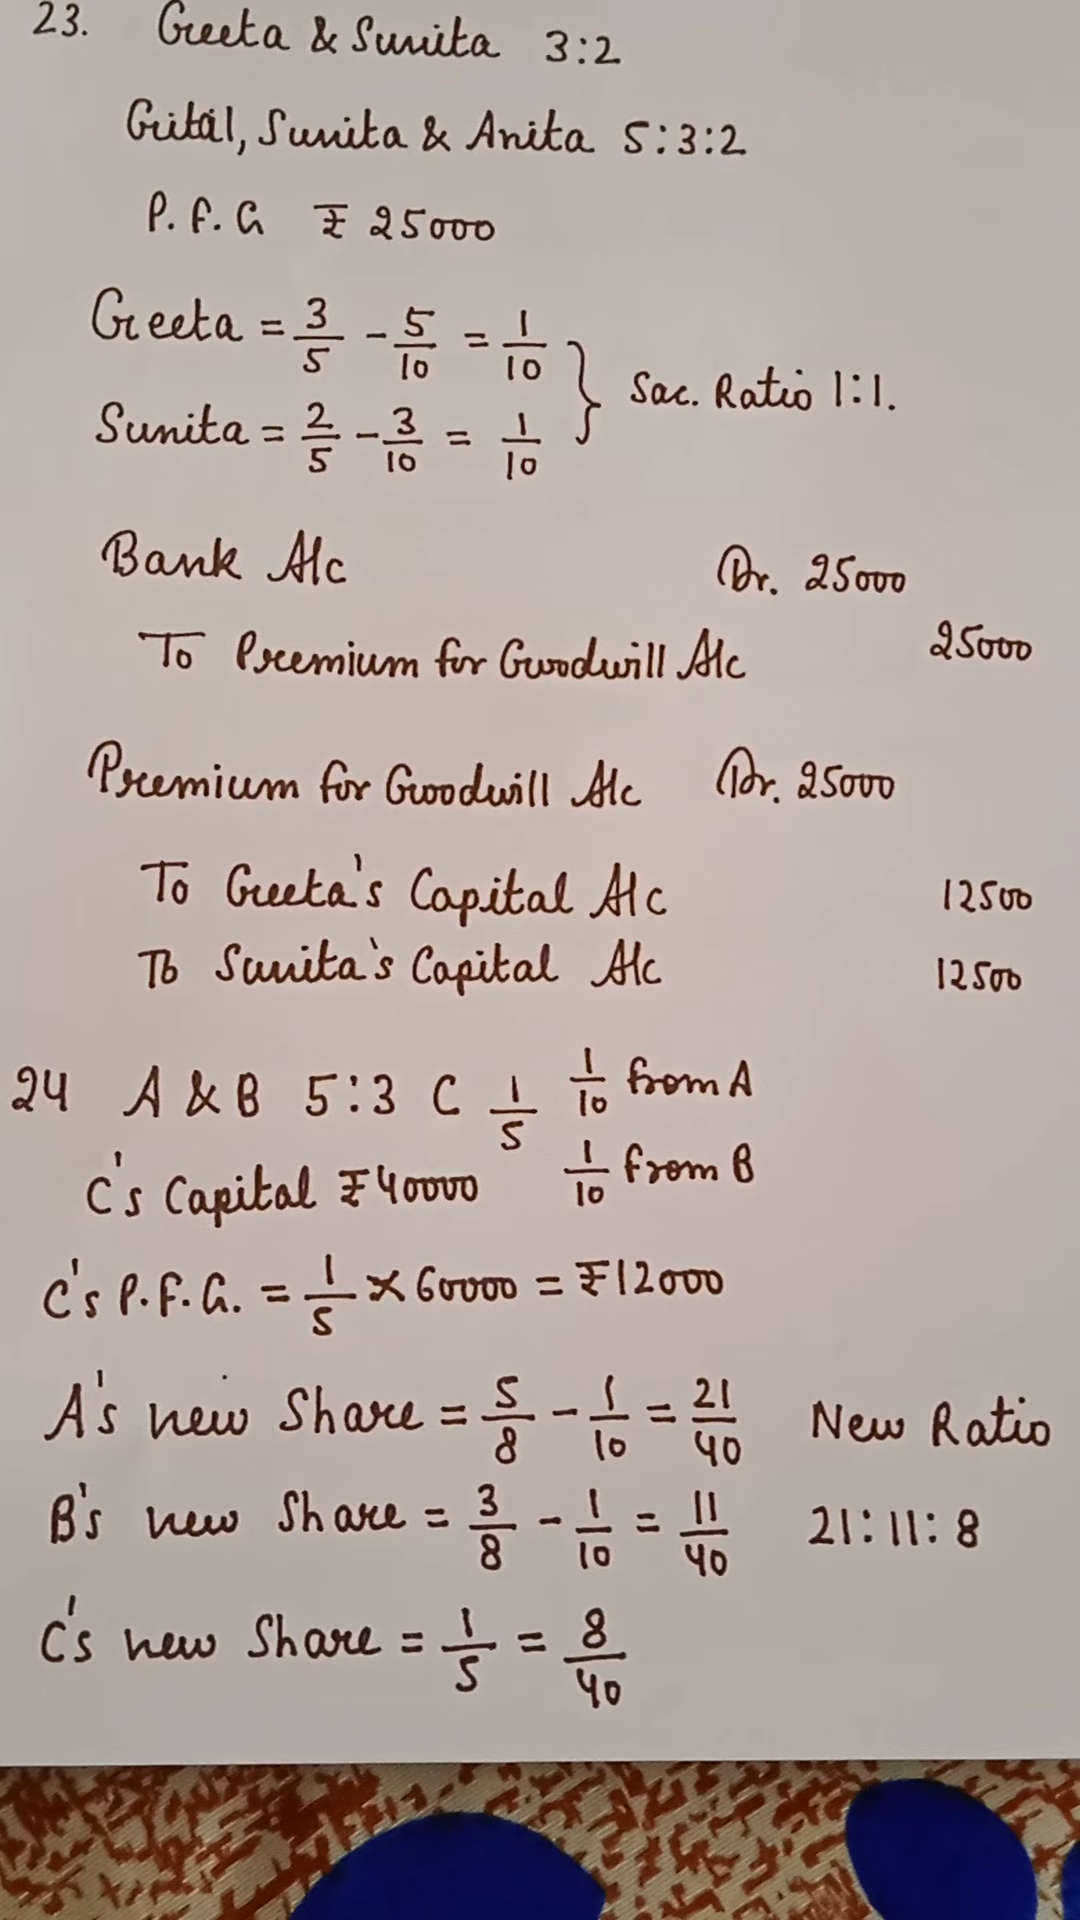 23. Geeta & Sunita 3:2
Gita, Sunita & Anita 5:3:2
P.F.G ₹ 25000
Geeta = 3/5 - 5/10 = 1/10
Sunita = 2/5 - 3/10 = 1/10 } Sac. Ratio 1:1.
Bank A/c Dr. 25000
To Premium for Goodwill A/c 25000
Premium for Goodwill A/c Dr. 25000
To Geeta's Capital A/c 12500
To Sunita's Capital A/c 12500
24 A & B 5:3 C 1/5 1/10 from A
C's Capital ₹40000 1/10 from B
C's P.F.G. = 1/5 × 60000 = ₹12000
A's new Share = 5/8 - 1/10 = 21/40 New Ratio
B's new Share = 3/8 - 1/10 = 11/40 21:11:8
C's new Share = 1/5 = 8/40